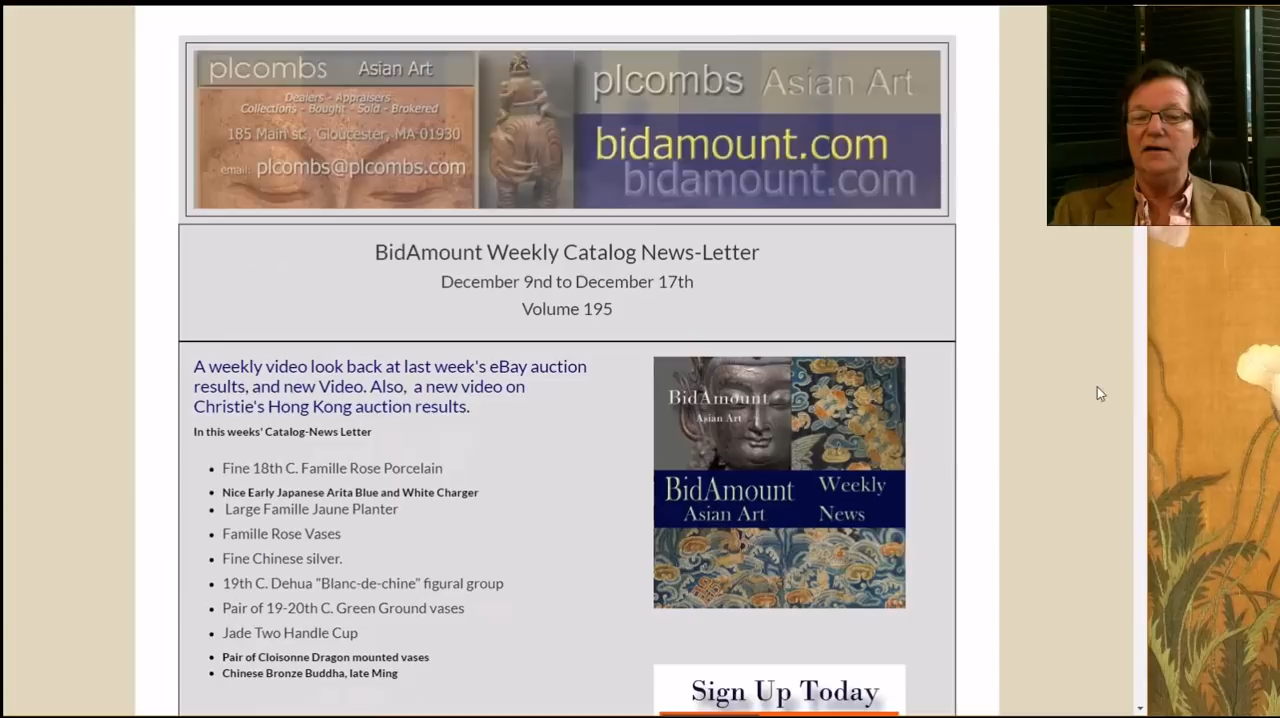 plcombs Asian Art
Dealers - Appraisers
Collections - Bought - Sold - Brokered
185 Main st., Gloucester, MA 01930
email: plcombs@plcombs.com
plcombs Asian Art
bidamount.com
bidamount.com
BidAmount Weekly Catalog News-Letter
December 9nd to December 17th
Volume 195
A weekly video look back at last week's eBay auction
results, and new Video. Also, a new video on
Christie's Hong Kong auction results.
In this weeks' Catalog-News Letter
Fine 18th C. Famille Rose Porcelain
Nice Early Japanese Arita Blue and White Charger
Large Famille Jaune Planter
Famille Rose Vases
Fine Chinese silver.
19th C. Dehua "Blanc-de-chine" figural group
Pair of 19-20th C. Green Ground vases
Jade Two Handle Cup
Pair of Cloisonne Dragon mounted vases
Chinese Bronze Buddha, late Ming
BidAmount
Asian Art
BidAmount Weekly
Asian Art News
Sign Up Today